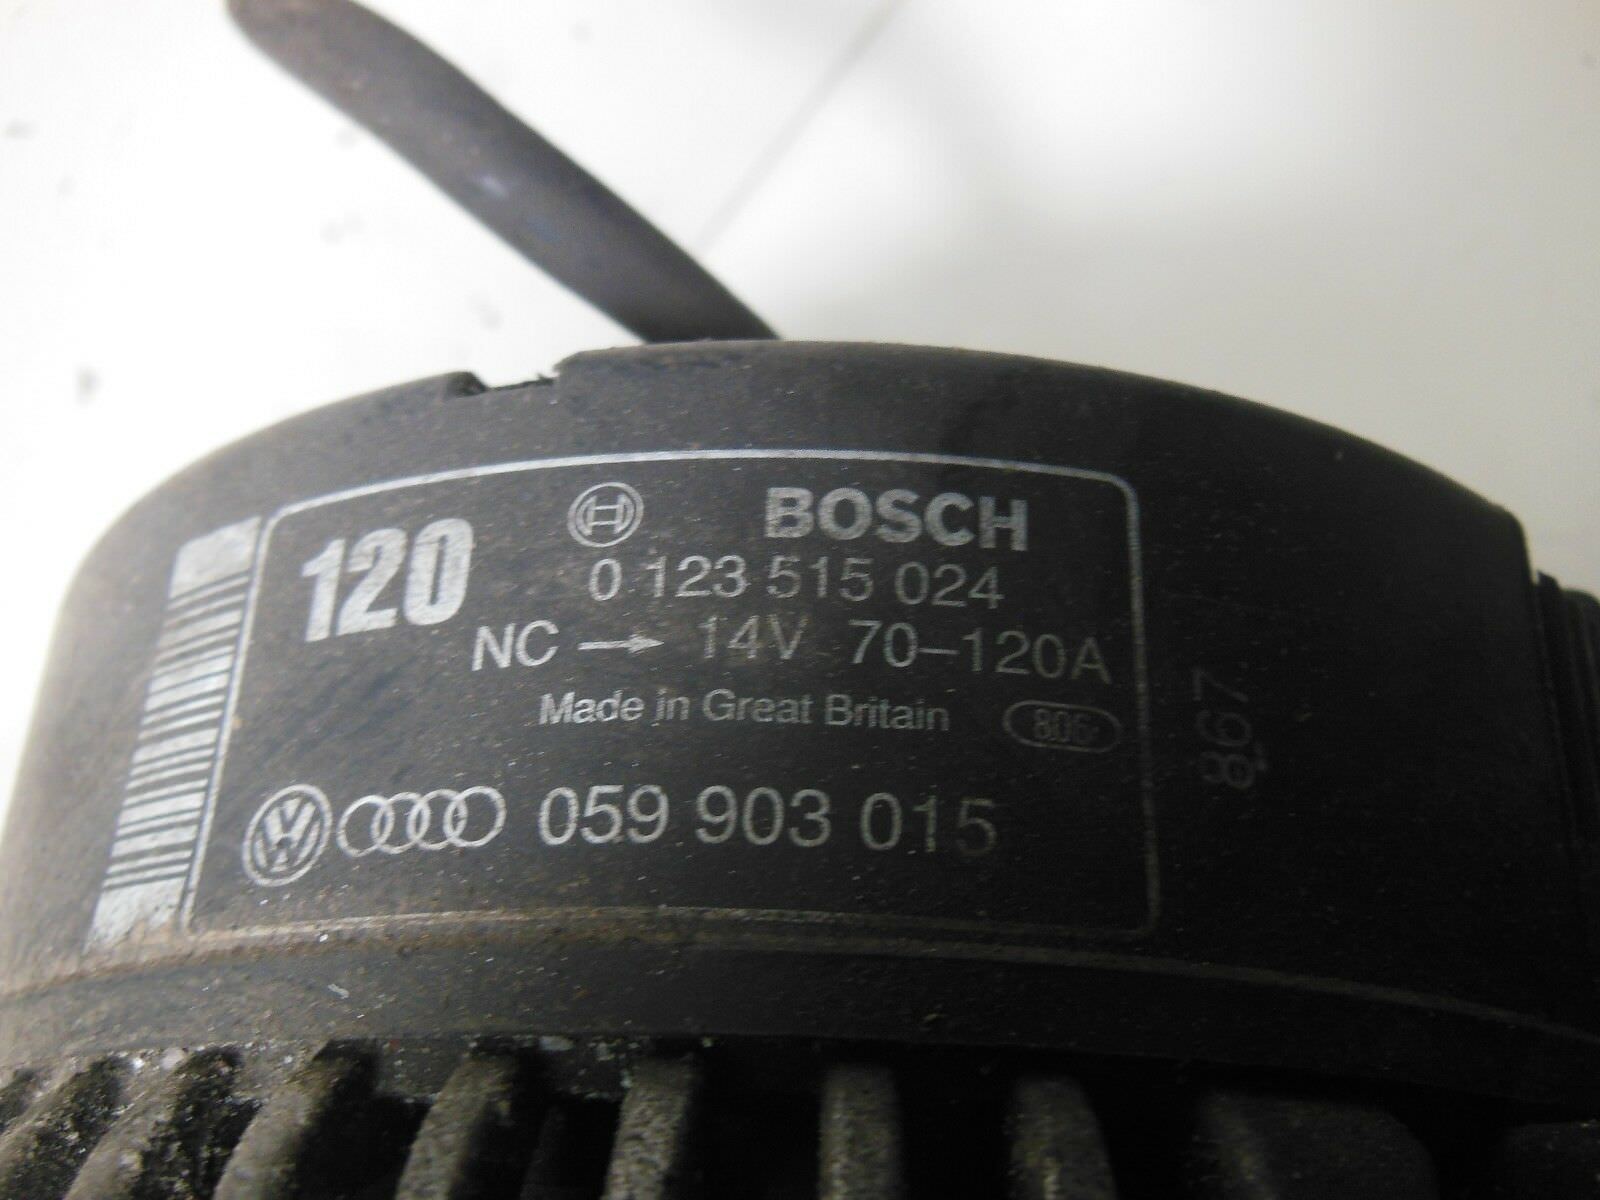 120
BOSCH
0 123 515 024
NC → 14V 70–120A
Made in Great Britain
059 903 015
867